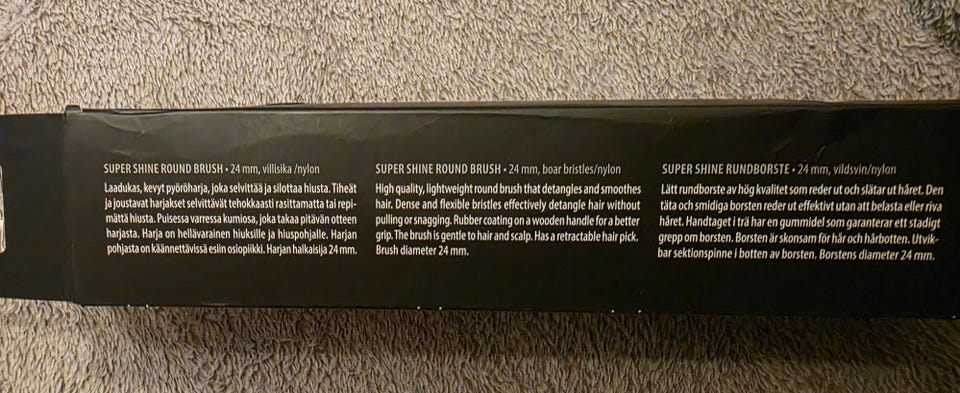 SUPER SHINE ROUND BRUSH • 24 mm, villisika /nylon
Laadukas, kevyt pyöröharja, joka selvittää ja silottaa hiusta. Tiheät
ja joustavat harjakset selvittävät tehokkaasti rasittamatta tai repi-
mättä hiusta. Puisessa varressa kumiosa, joka takaa pitävän otteen
harjasta. Harja on hellävarainen hiuksille ja hiuspohjalle. Harjan
pohjasta on käännettävissä esiin osiopiikki. Harjan halkaisija 24 mm.
SUPER SHINE ROUND BRUSH • 24 mm, boar bristles/nylon
High quality, lightweight round brush that detangles and smoothes
hair. Dense and flexible bristles effectively detangle hair without
pulling or snagging. Rubber coating on a wooden handle for a better
grip. The brush is gentle to hair and scalp. Has a retractable hair pick.
Brush diameter 24 mm.
SUPER SHINE RUNDBORSTE • 24 mm, vildsvin/nylon
Lätt rundborste av hög kvalitet som reder ut och slätar ut håret. Den
täta och smidiga borsten reder ut effektivt utan att belasta eller riva
håret. Handtaget i trä har en gummidel som garanterar ett stadigt
grepp om borsten. Borsten är skonsam för hår och hårbotten. Utvik-
bar sektionspinne i botten av borsten. Borstens diameter 24 mm.